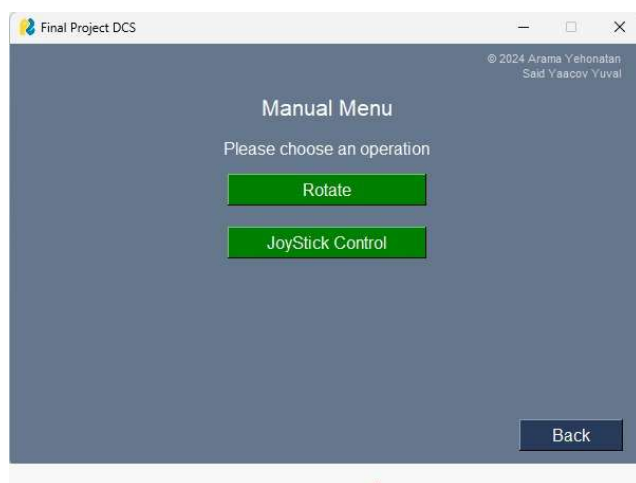 Final Project DCS
© 2024 Arama Yehonatan
Said Yaacov Yuval
Manual Menu
Please choose an operation
Rotate
JoyStick Control
Back